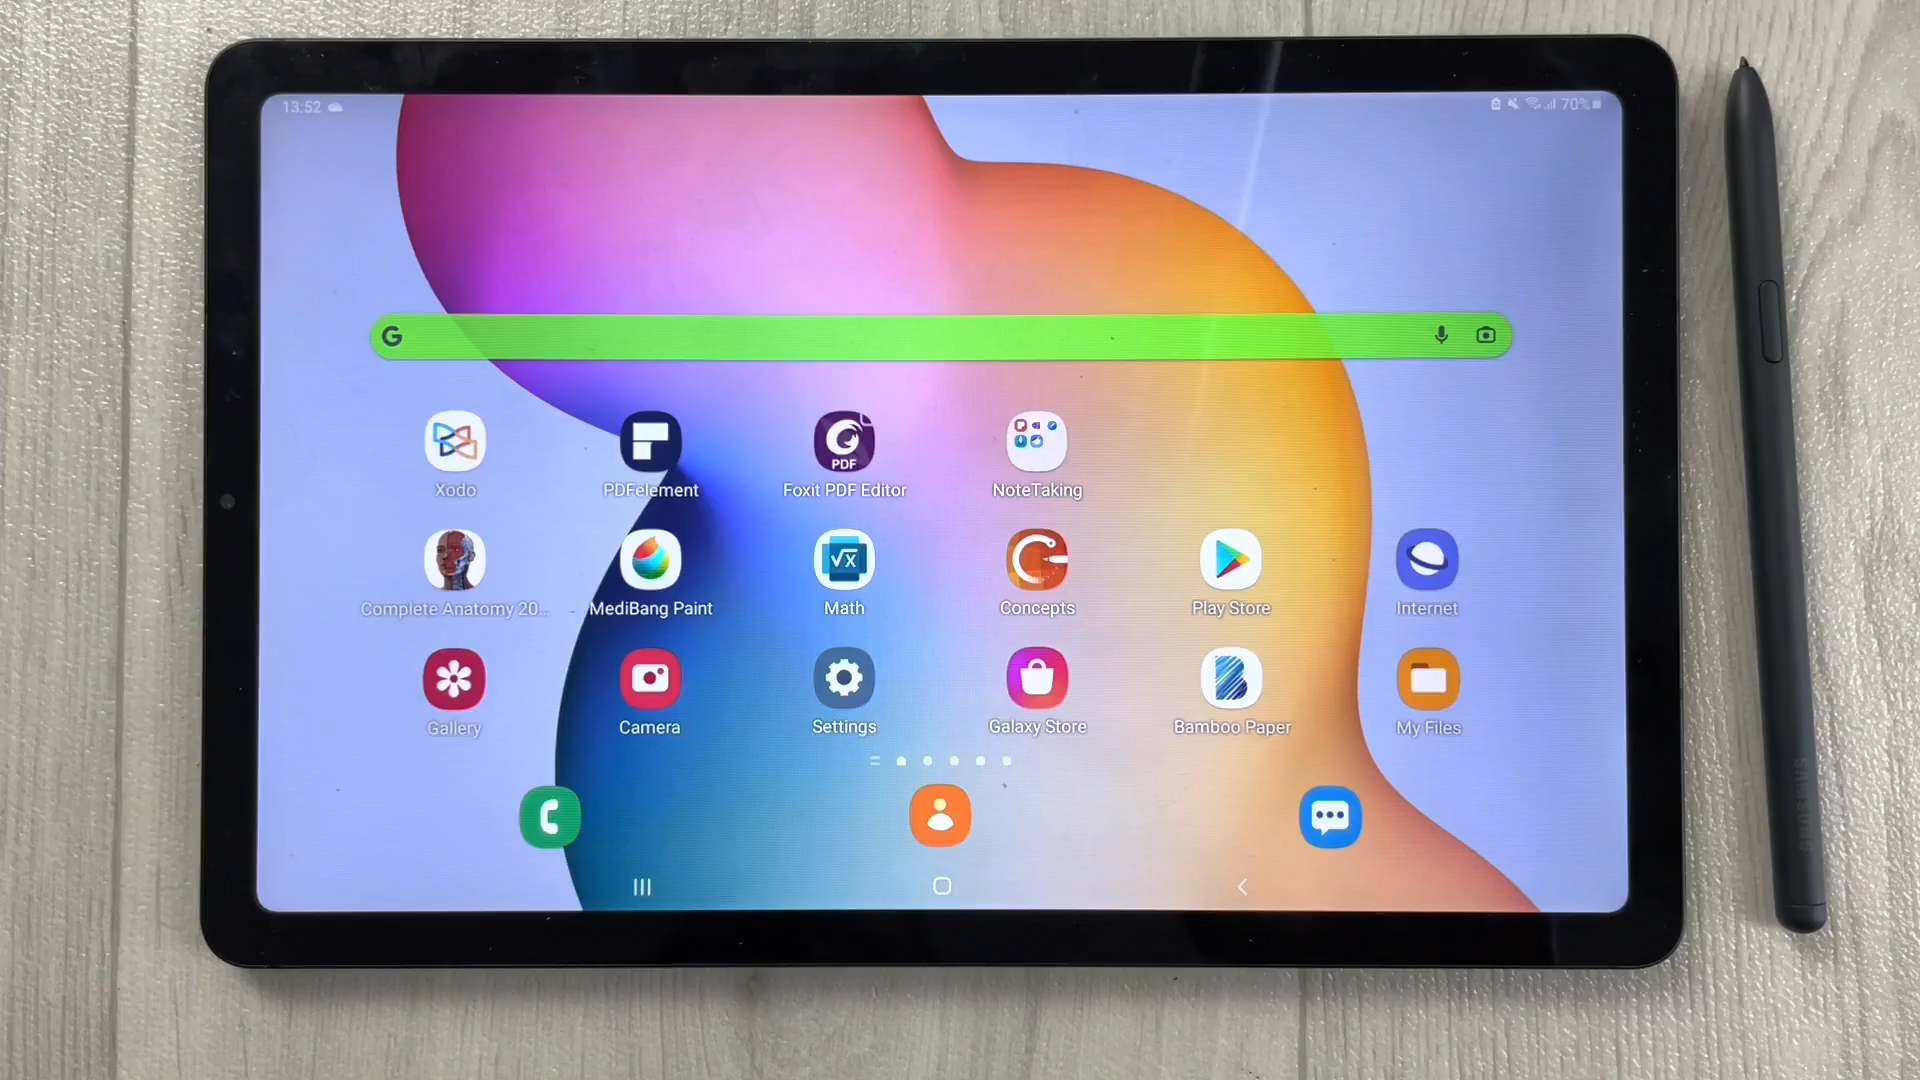 13:52
70%
G
Xodo
PDFelement
PDF
Foxit PDF Editor
NoteTaking
Complete Anatomy 20...
MediBang Paint
√x
Math
Concepts
Play Store
Internet
Gallery
Camera
Settings
Galaxy Store
Bamboo Paper
My Files
SAMSUNG